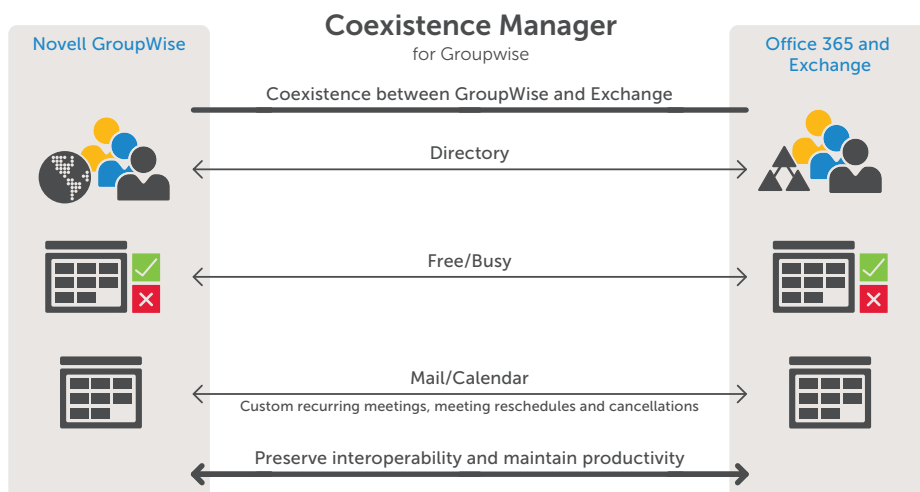 Coexistence Manager
for Groupwise
Novell GroupWise
Office 365 and
Exchange
Coexistence between GroupWise and Exchange
Directory
Free/Busy
Mail/Calendar
Custom recurring meetings, meeting reschedules and cancellations
Preserve interoperability and maintain productivity